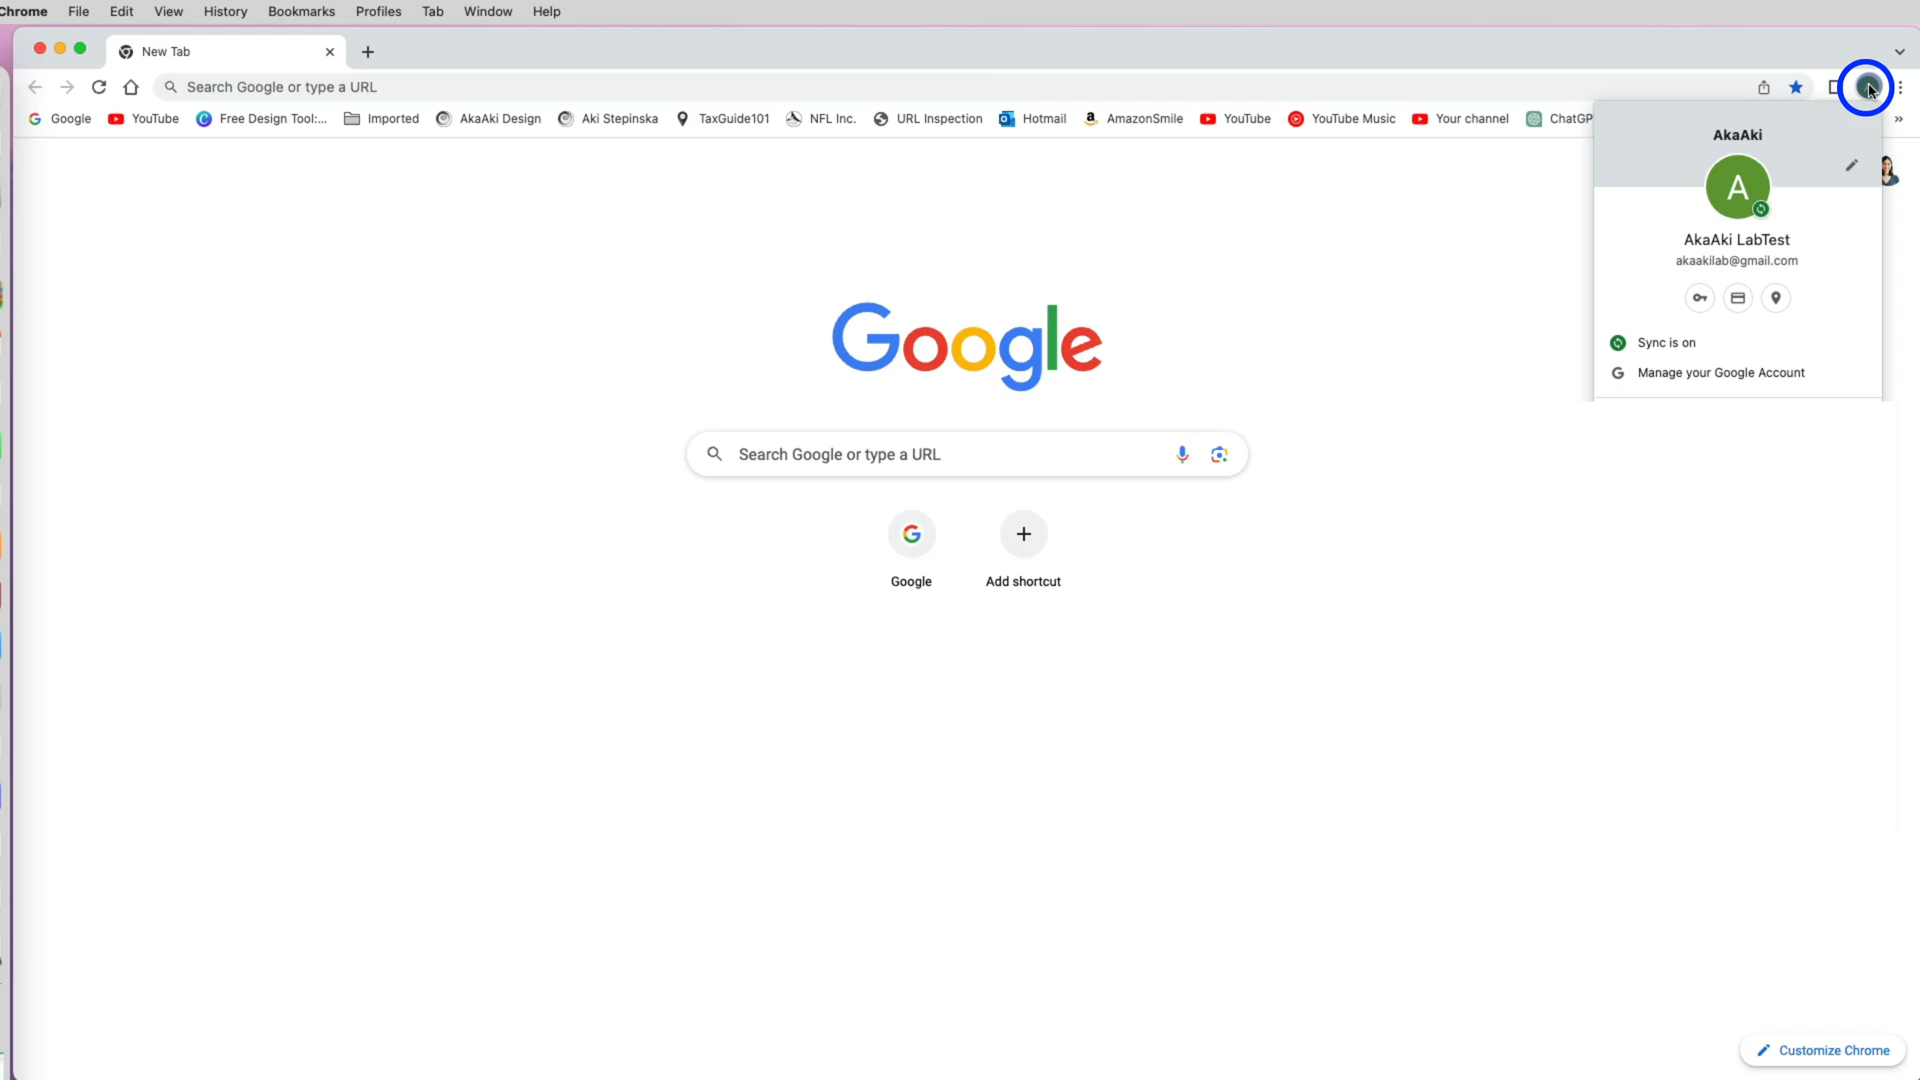 Chrome File Edit View History Bookmarks Profiles Tab Window Help
New Tab
Search Google or type a URL
Google YouTube Free Design Tool:... Imported AkaAki Design Aki Stepinska TaxGuide101 NFL Inc. URL Inspection Hotmail AmazonSmile YouTube YouTube Music Your channel ChatGP
AkaAki
A
AkaAki LabTest
akaakilab@gmail.com
Sync is on
Manage your Google Account
Google
Search Google or type a URL
Google Add shortcut
Customize Chrome